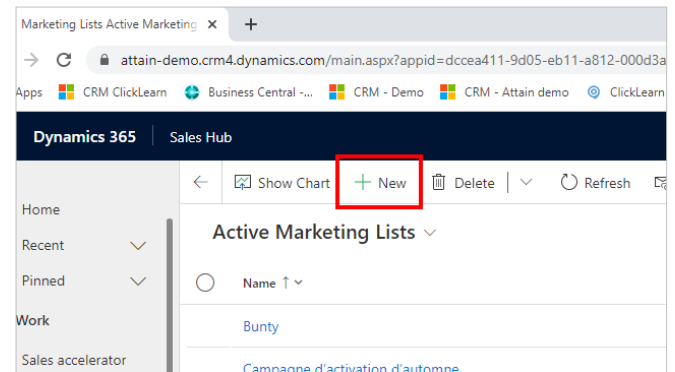 Marketing Lists Active Marketing
attain-demo.crm4.dynamics.com/main.aspx?appid=dccea411-9d05-eb11-a812-000d3a
Apps CRM ClickLearn Business Central -... CRM - Demo CRM - Attain demo ClickLearn
Dynamics 365 Sales Hub
Show Chart New Delete Refresh
Home
Recent
Active Marketing Lists
Pinned
Name
Work
Bunty
Sales accelerator
Campagne d'activation d'automne